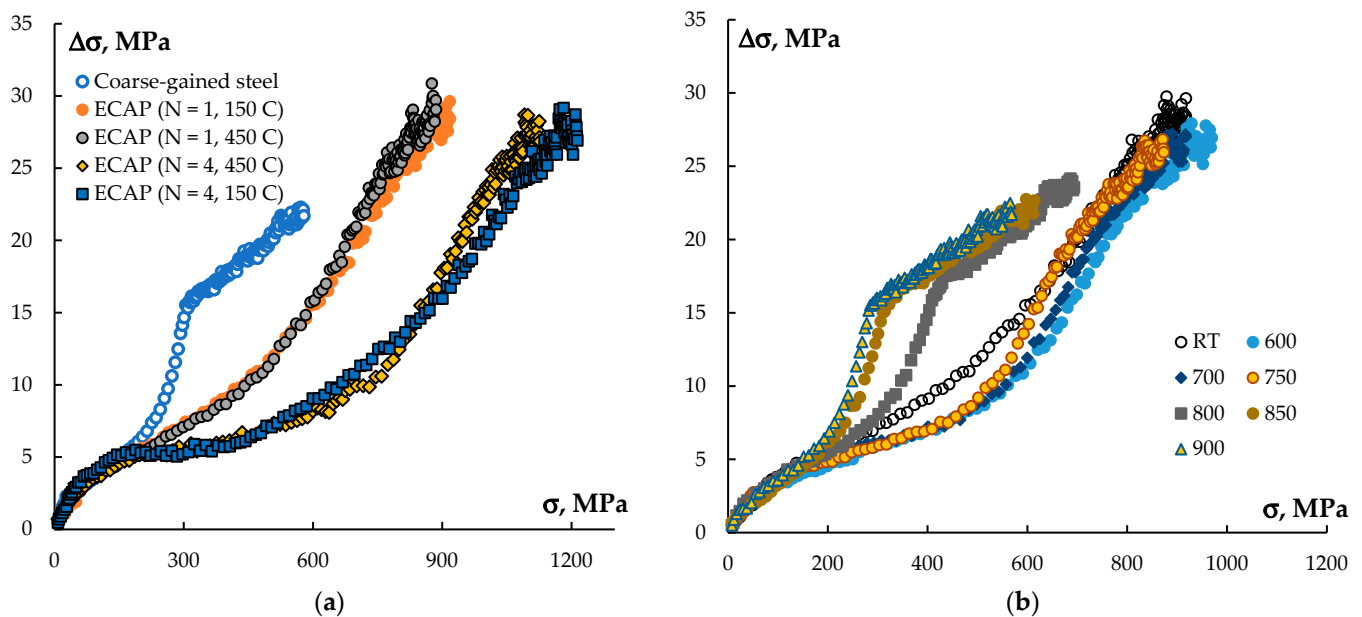 35
30
25
20
15
10
5
0
Δσ, MPa
Coarse-gained steel
ECAP (N = 1, 150 C)
ECAP (N = 1, 450 C)
ECAP (N = 4, 450 C)
ECAP (N = 4, 150 C)
σ, MPa
0 300 600 900 1200
(a)
35
30
25
20
15
10
5
0
Δσ, MPa
RT 600
700 750
800 850
900
σ, MPa
0 200 400 600 800 1000 1200
(b)